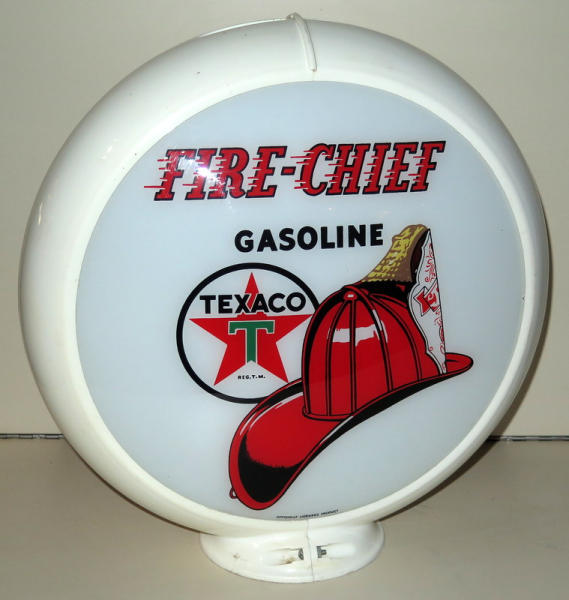 FIRE-CHIEF
GASOLINE
TEXACO
T
REG. T.M.